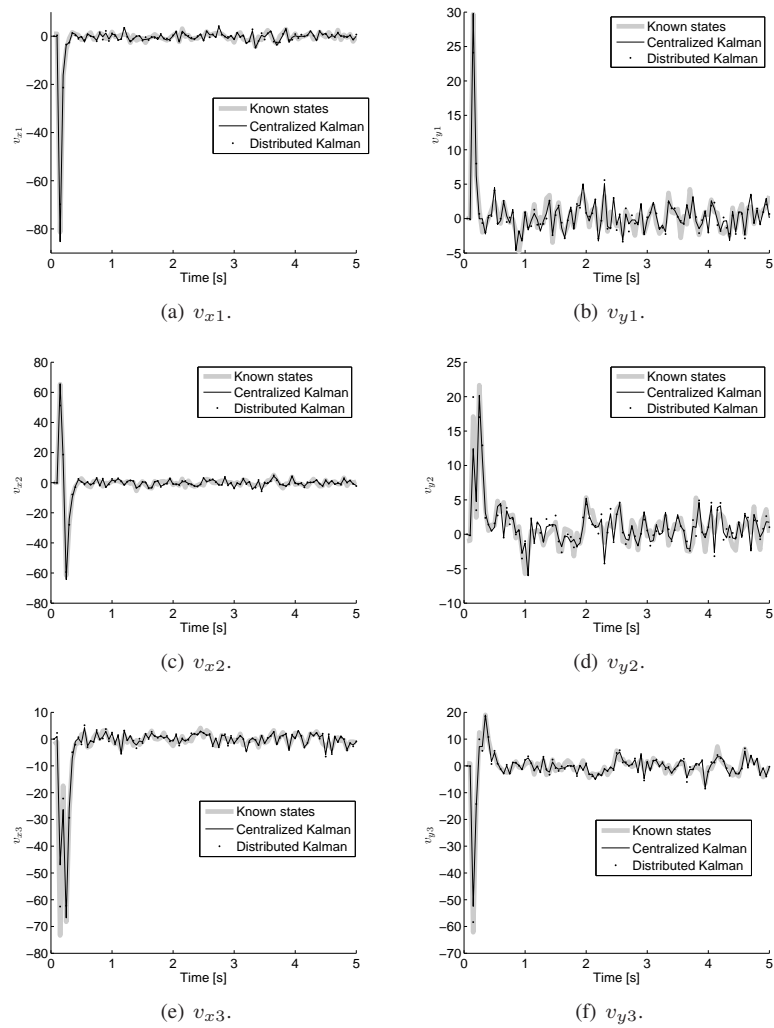 10
0
−20
−40
−60
−80
v_{x1}
Known states
Centralized Kalman
Distributed Kalman
0 1 2 3 4 5
Time [s]
(a) v_{x1}.
30
25
20
15
10
5
0
−5
v_{y1}
Known states
Centralized Kalman
Distributed Kalman
0 1 2 3 4 5
Time [s]
(b) v_{y1}.
80
60
40
20
0
−20
−40
−60
−80
v_{x2}
Known states
Centralized Kalman
Distributed Kalman
0 1 2 3 4 5
Time [s]
(c) v_{x2}.
25
20
15
10
5
0
−5
−10
v_{y2}
Known states
Centralized Kalman
Distributed Kalman
0 1 2 3 4 5
Time [s]
(d) v_{y2}.
10
0
−10
−20
−30
−40
−50
−60
−70
−80
v_{x3}
Known states
Centralized Kalman
Distributed Kalman
0 1 2 3 4 5
Time [s]
(e) v_{x3}.
20
10
0
−10
−20
−30
−40
−50
−60
−70
v_{y3}
Known states
Centralized Kalman
Distributed Kalman
0 1 2 3 4 5
Time [s]
(f) v_{y3}.